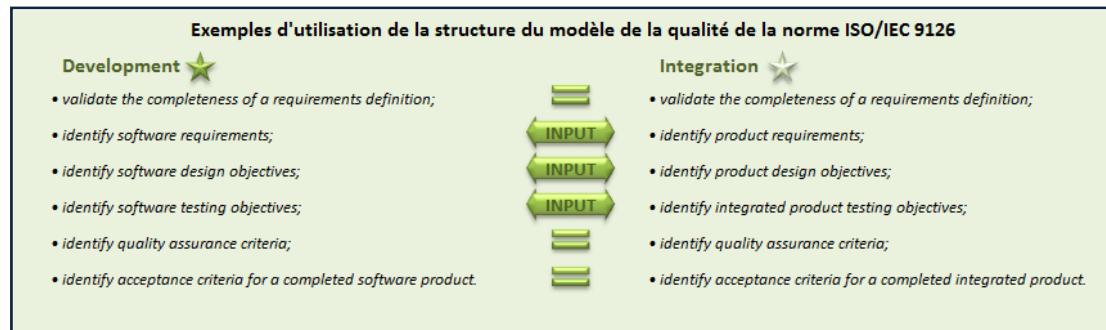 Exemples d'utilisation de la structure du modèle de la qualité de la norme ISO/IEC 9126
Development Integration
• validate the completeness of a requirements definition; • validate the completeness of a requirements definition;
• identify software requirements; INPUT • identify product requirements;
• identify software design objectives; INPUT • identify product design objectives;
• identify software testing objectives; INPUT • identify integrated product testing objectives;
• identify quality assurance criteria; • identify quality assurance criteria;
• identify acceptance criteria for a completed software product. • identify acceptance criteria for a completed integrated product.